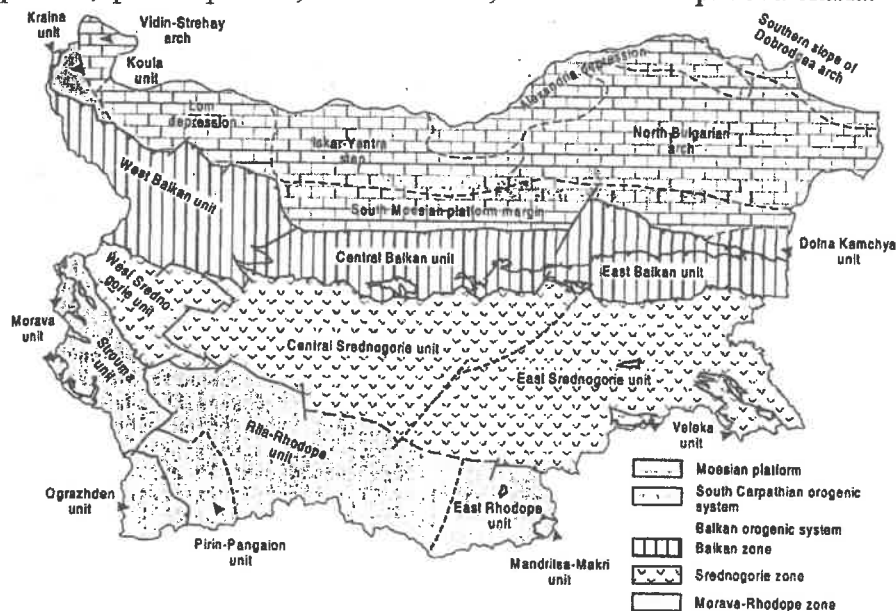 Kraina
unit
Vidin-Strehay
arch
Koula
unit
Lom
depression
Iskar-Yantra
step
Alexandria depression
Southern slope of
Dobrodgea arch
North Bulgarian
arch
West Balkan unit
South Moesian platform margin
Central Balkan unit
East Balkan unit
Dolna Kamchya
unit
West Sredno
gorie unit
Morava
unit
Strouma
unit
Central Srednogorie unit
East Srednogorie unit
Veleka
unit
Rila-Rhodope
unit
Ograzhden
unit
Pirin-Pangaion
unit
East Rhodope
unit
Mandritsa-Makri
unit
Moesian platform
South Carpathian orogenic
system
Balkan orogenic system
Balkan zone
Srednogorie zone
Morava-Rhodope zone